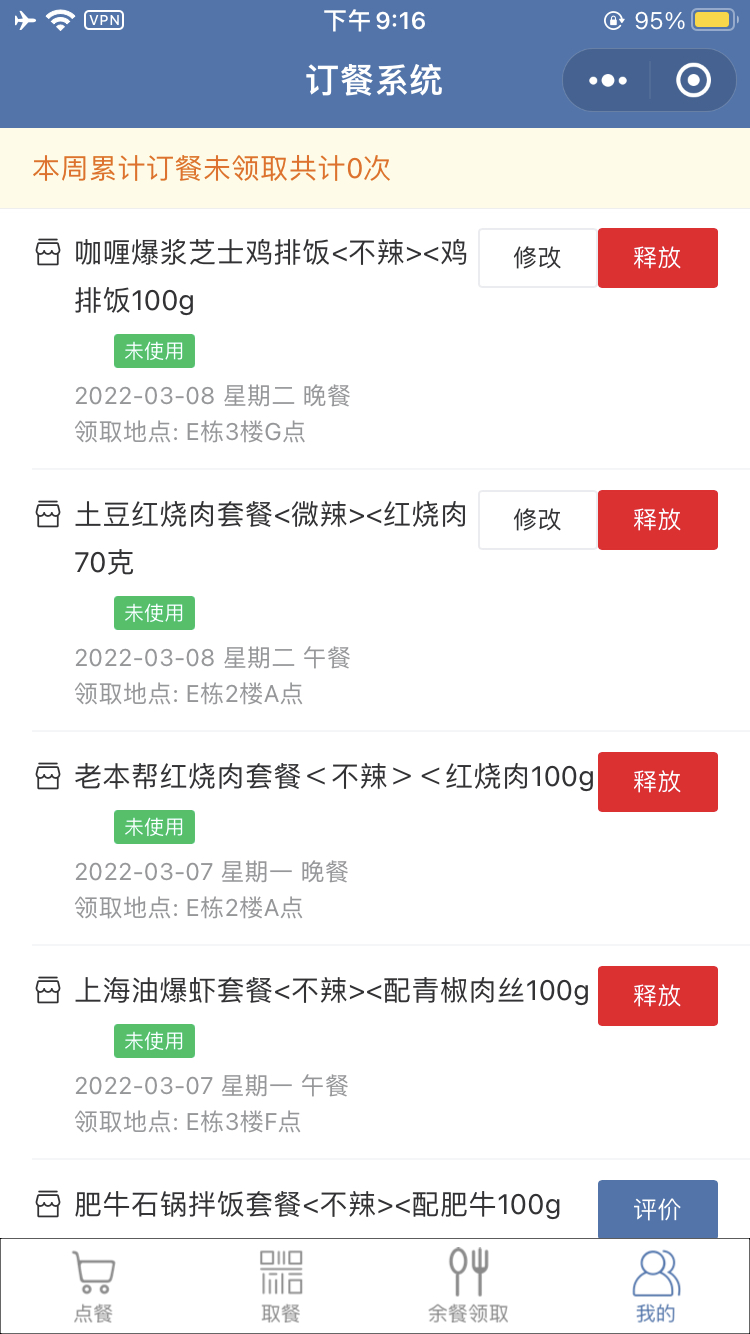 VPN 下午9:16 95%
订餐系统
本周累计订餐未领取共计0次
咖喱爆浆芝士鸡排饭<不辣><鸡 修改 释放
排饭100g
未使用
2022-03-08 星期二 晚餐
领取地点: E栋3楼G点
土豆红烧肉套餐<微辣><红烧肉 修改 释放
70克
未使用
2022-03-08 星期二 午餐
领取地点: E栋2楼A点
老本帮红烧肉套餐＜不辣＞＜红烧肉100g 释放
未使用
2022-03-07 星期一 晚餐
领取地点: E栋2楼A点
上海油爆虾套餐<不辣><配青椒肉丝100g 释放
未使用
2022-03-07 星期一 午餐
领取地点: E栋3楼F点
肥牛石锅拌饭套餐<不辣><配肥牛100g 评价
点餐 取餐 余餐领取 我的